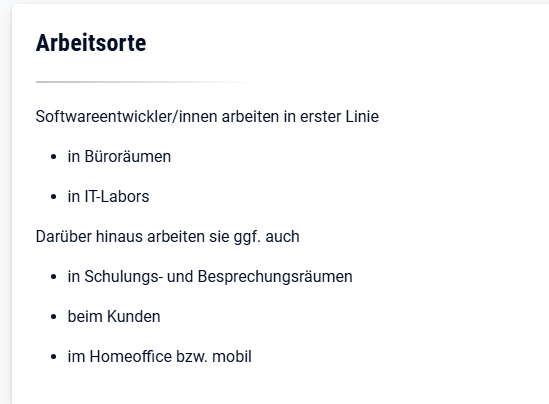 Arbeitsorte
Softwareentwickler/innen arbeiten in erster Linie
• in Büroräumen
• in IT-Labors
Darüber hinaus arbeiten sie ggf. auch
• in Schulungs- und Besprechungsräumen
• beim Kunden
• im Homeoffice bzw. mobil